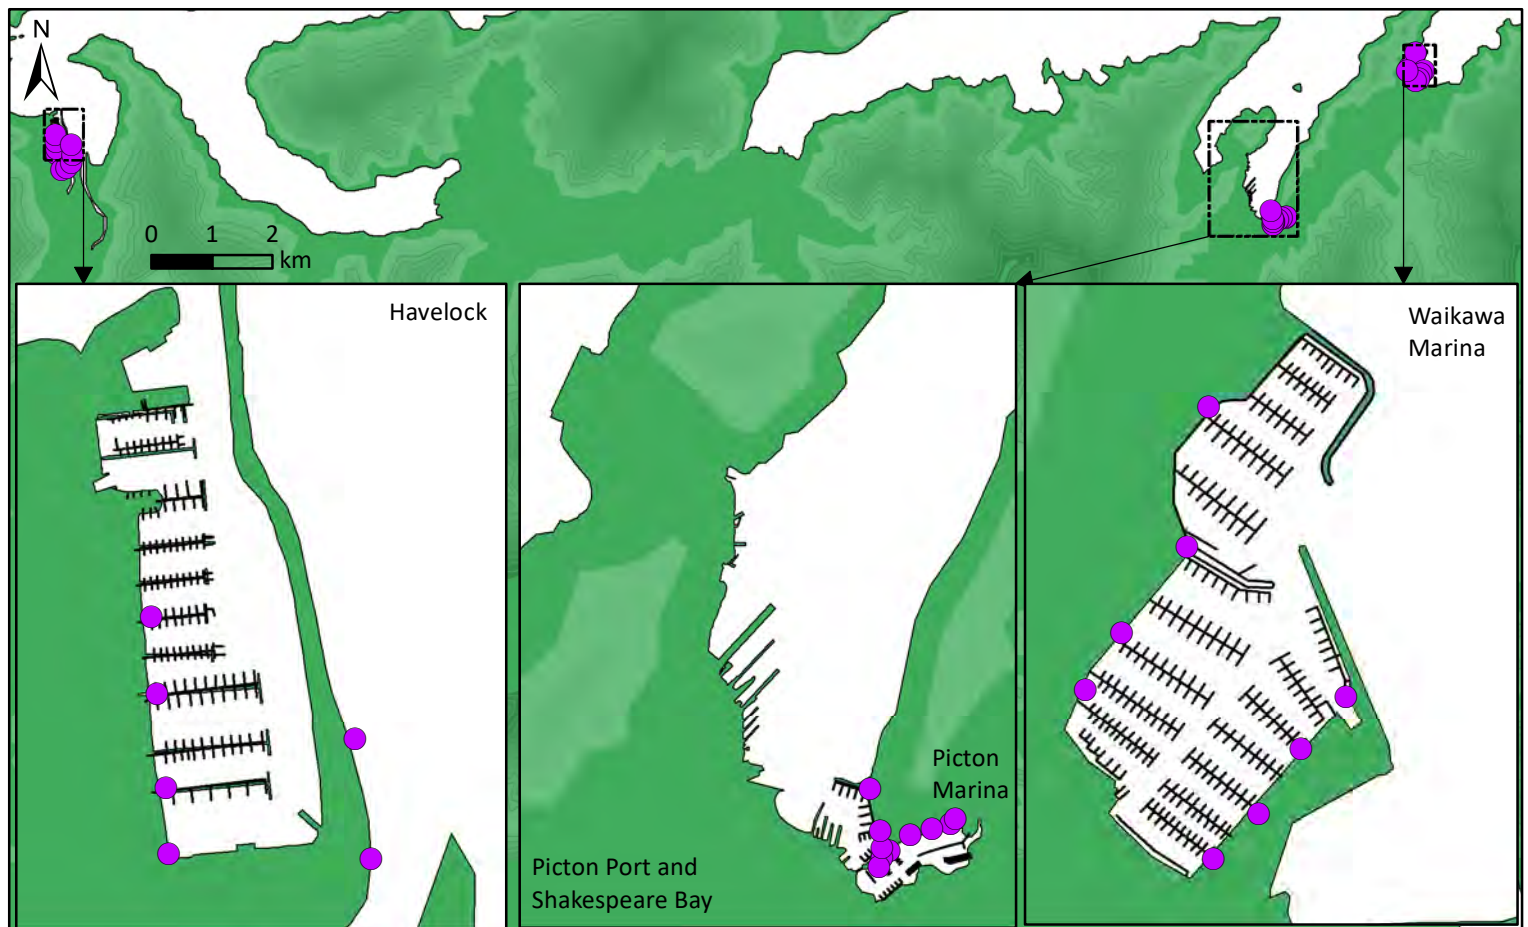 N
0 1 2
km
Havelock
Picton
Marina
Picton Port and
Shakespeare Bay
Waikawa
Marina